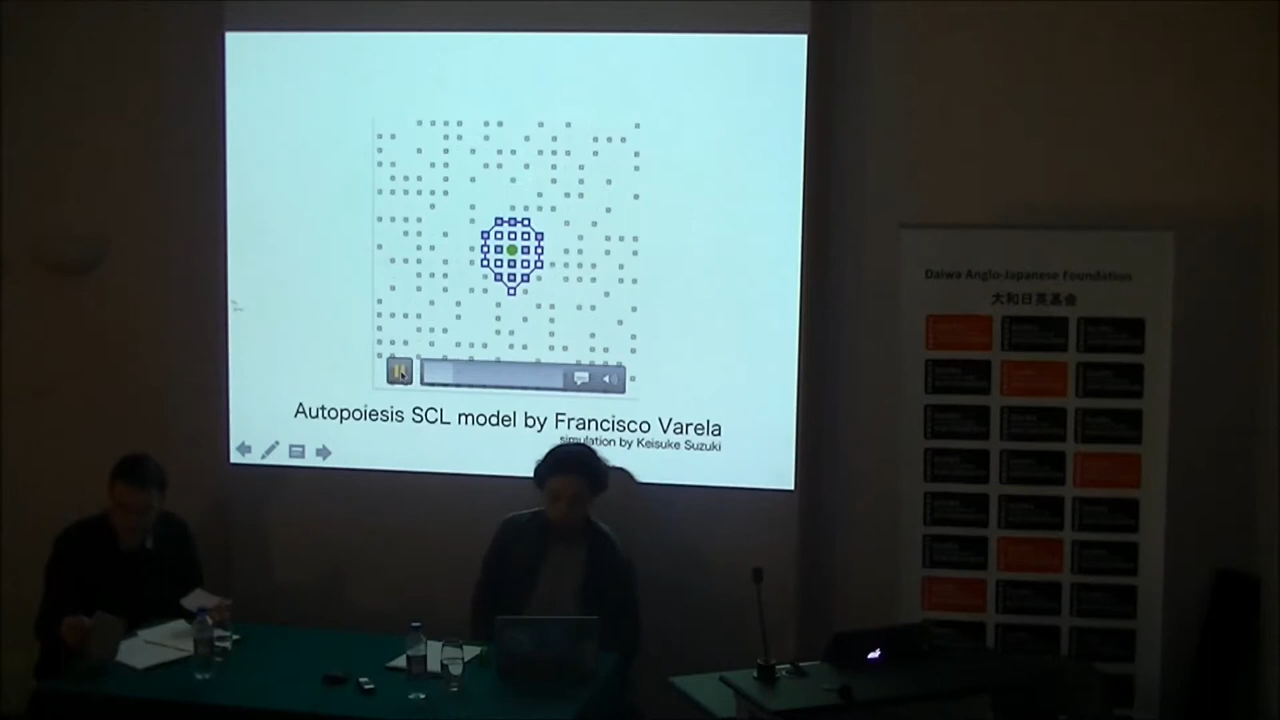 Autopoiesis SCL model by Francisco Varela
simulation by Keisuke Suzuki
Daiwa Anglo-Japanese Foundation
大和日英基金